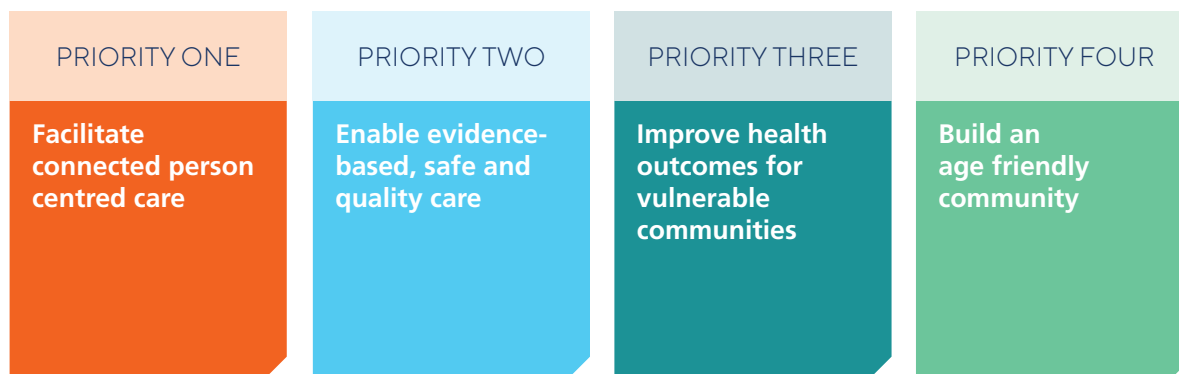 PRIORITY ONE
Facilitate
connected person
centred care
PRIORITY TWO
Enable evidence-
based, safe and
quality care
PRIORITY THREE
Improve health
outcomes for
vulnerable
communities
PRIORITY FOUR
Build an
age friendly
community